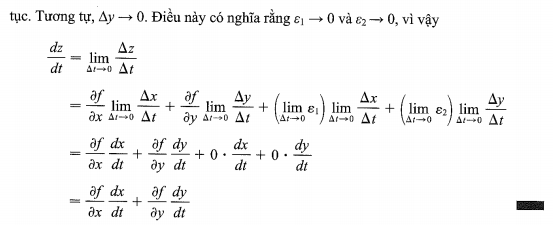 tục. Tương tự, Δy → 0. Điều này có nghĩa rằng ε₁ → 0 và ε₂ → 0, vì vậy
dz/dt = lim_{Δt→0} Δz/Δt
= ∂f/∂x lim_{Δt→0} Δx/Δt + ∂f/∂y lim_{Δt→0} Δy/Δt + (lim_{Δt→0} ε₁) lim_{Δt→0} Δx/Δt + (lim_{Δt→0} ε₂) lim_{Δt→0} Δy/Δt
= ∂f/∂x dx/dt + ∂f/∂y dy/dt + 0 · dx/dt + 0 · dy/dt
= ∂f/∂x dx/dt + ∂f/∂y dy/dt